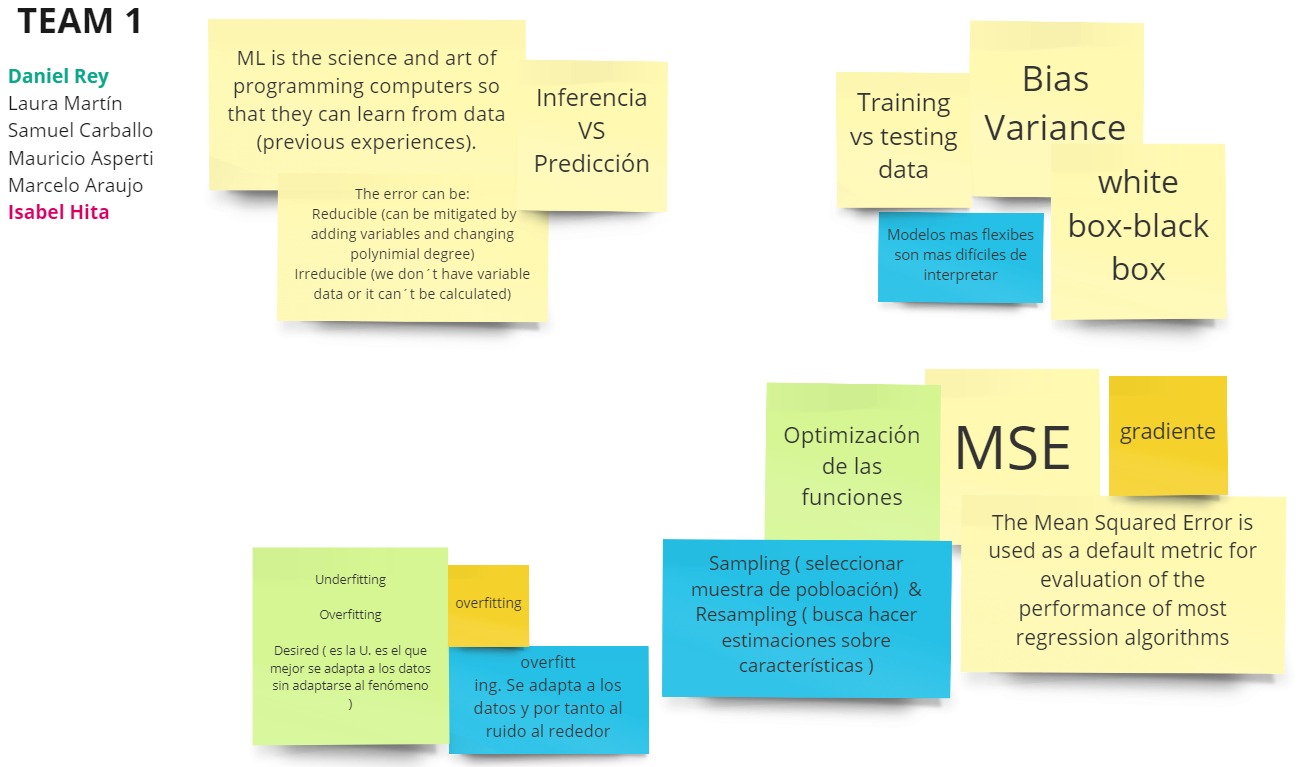 TEAM 1
Daniel Rey
Laura Martín
Samuel Carballo
Mauricio Asperti
Marcelo Araujo
Isabel Hita
ML is the science and art of
programming computers so
that they can learn from data
(previous experiences).
Inferencia
VS
Predicción
The error can be:
Reducible (can be mitigated by
adding variables and changing
polynimial degree)
Irreducible (we don´t have variable
data or it can´t be calculated)
Training
vs testing
data
Bias
Variance
white
box-black
box
Modelos mas flexibes
son mas difíciles de
interpretar
Optimización
de las
funciones
MSE
gradiente
The Mean Squared Error is
used as a default metric for
evaluation of the
performance of most
regression algorithms
Sampling ( seleccionar
muestra de pobloación) &
Resampling ( busca hacer
estimaciones sobre
características )
Underfitting
Overfitting
Desired ( es la U. es el que
mejor se adapta a los datos
sin adaptarse al fenómeno
)
overfitting
overfitt
ing. Se adapta a los
datos y por tanto al
ruido al rededor